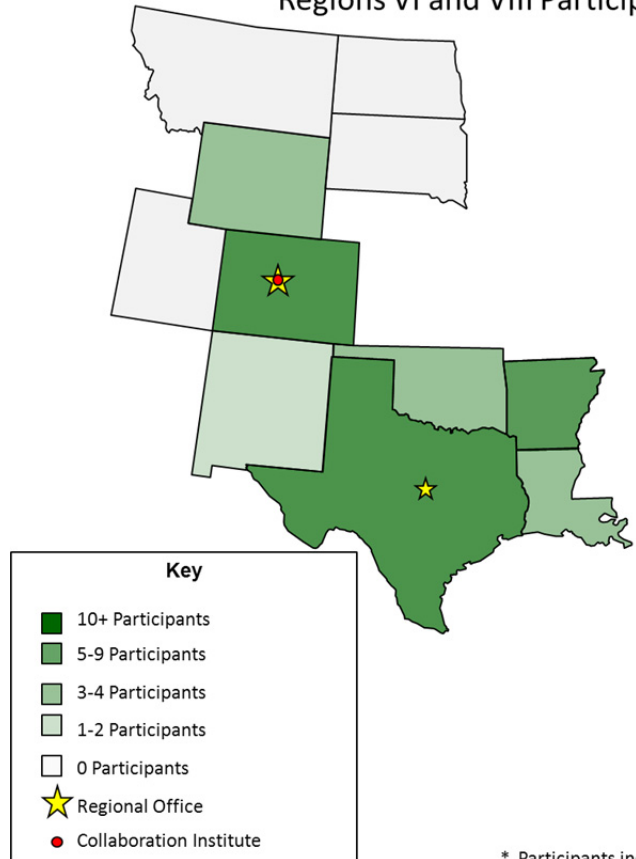 Regions VI and VIII Particip
Key
10+ Participants
5-9 Participants
3-4 Participants
1-2 Participants
0 Participants
Regional Office
Collaboration Institute
* Participants in